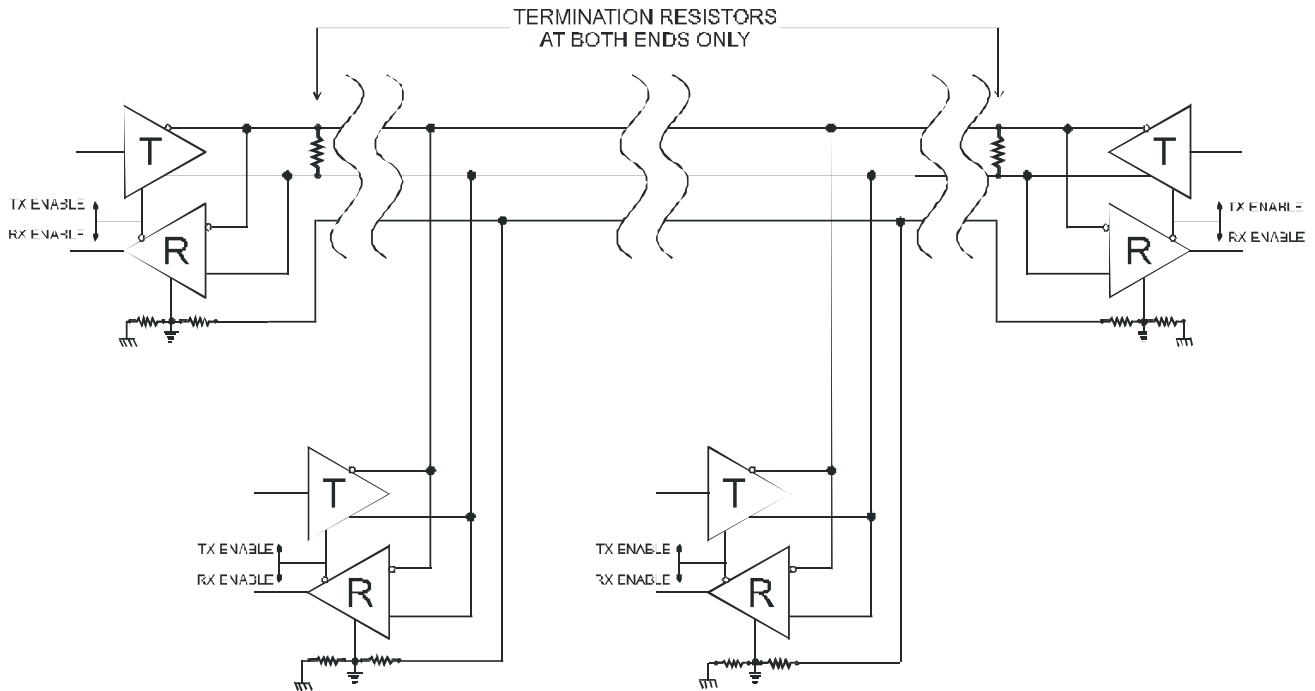 TERMINATION RESISTORS
AT BOTH ENDS ONLY
T
T
TX ENABLE
RX ENABLE
R
R
TX ENABLE
RX ENABLE
T
T
TX ENABLE
RX ENABLE
R
TX ENABLE
RX ENABLE
R